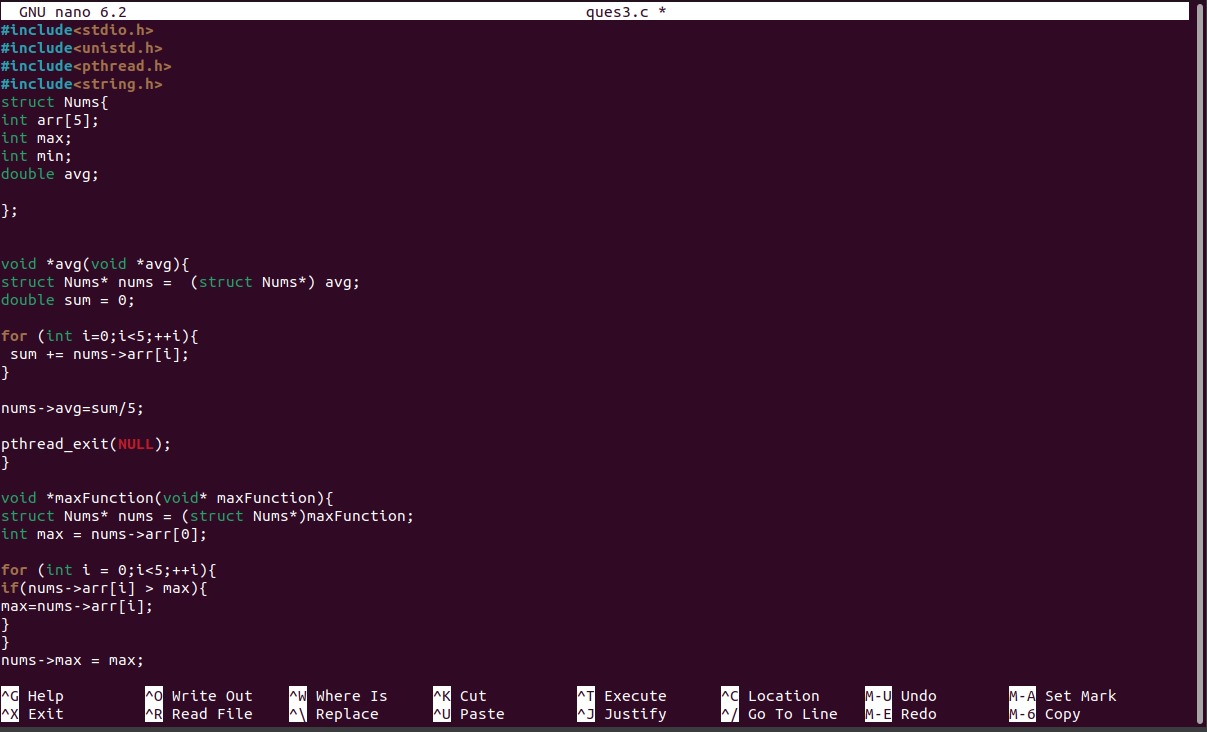 GNU nano 6.2 ques3.c *
#include<stdio.h>
#include<unistd.h>
#include<pthread.h>
#include<string.h>
struct Nums{
int arr[5];
int max;
int min;
double avg;
};
void *avg(void *avg){
struct Nums* nums =  (struct Nums*) avg;
double sum = 0;
for (int i=0;i<5;++i){
 sum += nums->arr[i];
}
nums->avg=sum/5;
pthread_exit(NULL);
}
void *maxFunction(void* maxFunction){
struct Nums* nums = (struct Nums*)maxFunction;
int max = nums->arr[0];
for (int i = 0;i<5;++i){
if(nums->arr[i] > max){
max=nums->arr[i];
}
}
nums->max = max;
^G Help ^O Write Out ^W Where Is ^K Cut ^T Execute ^C Location M-U Undo M-A Set Mark
^X Exit ^R Read File ^\ Replace ^U Paste ^J Justify ^/ Go To Line M-E Redo M-6 Copy